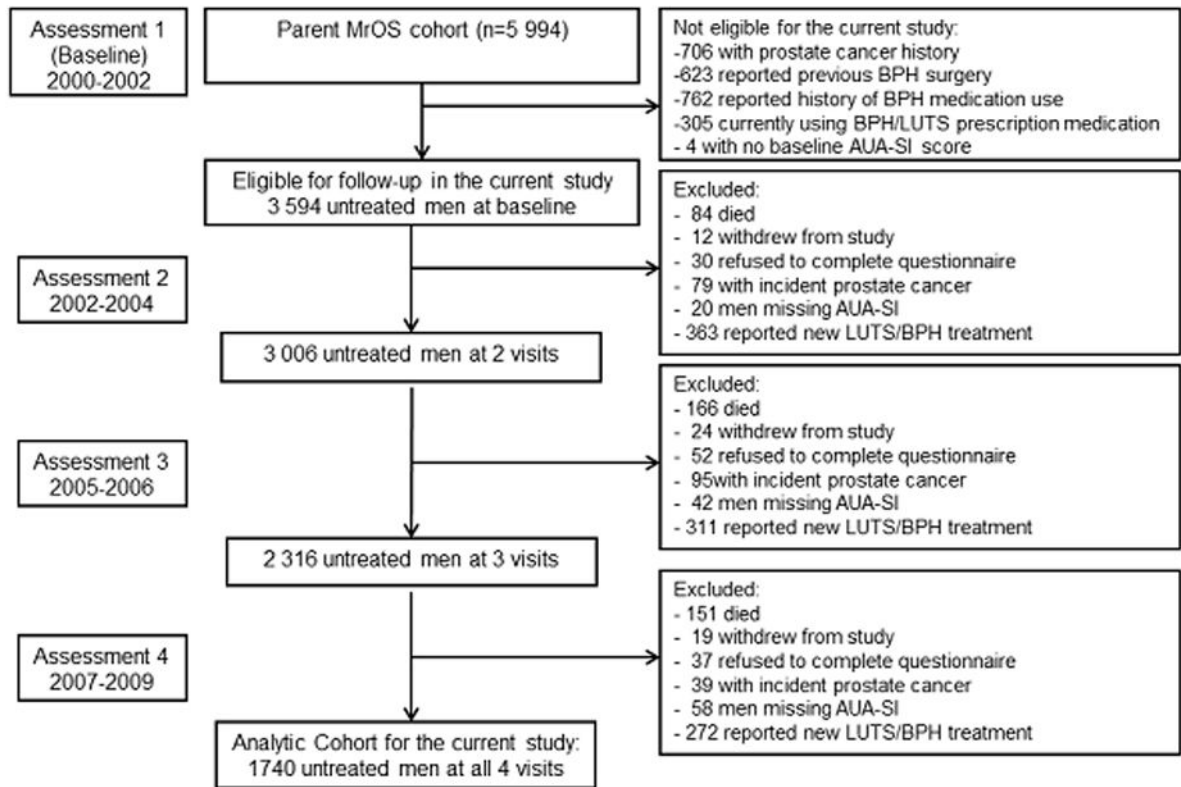 Assessment 1
(Baseline)
2000-2002
Parent MrOS cohort (n=5 994)
Not eligible for the current study:
-706 with prostate cancer history
-623 reported previous BPH surgery
-762 reported history of BPH medication use
-305 currently using BPH/LUTS prescription medication
- 4 with no baseline AUA-SI score
Eligible for follow-up in the current study
3 594 untreated men at baseline
Assessment 2
2002-2004
Excluded:
- 84 died
- 12 withdrew from study
- 30 refused to complete questionnaire
- 79 with incident prostate cancer
- 20 men missing AUA-SI
- 363 reported new LUTS/BPH treatment
3 006 untreated men at 2 visits
Assessment 3
2005-2006
Excluded:
- 166 died
- 24 withdrew from study
- 52 refused to complete questionnaire
- 95with incident prostate cancer
- 42 men missing AUA-SI
- 311 reported new LUTS/BPH treatment
2 316 untreated men at 3 visits
Assessment 4
2007-2009
Excluded:
- 151 died
- 19 withdrew from study
- 37 refused to complete questionnaire
- 39 with incident prostate cancer
- 58 men missing AUA-SI
- 272 reported new LUTS/BPH treatment
Analytic Cohort for the current study:
1740 untreated men at all 4 visits